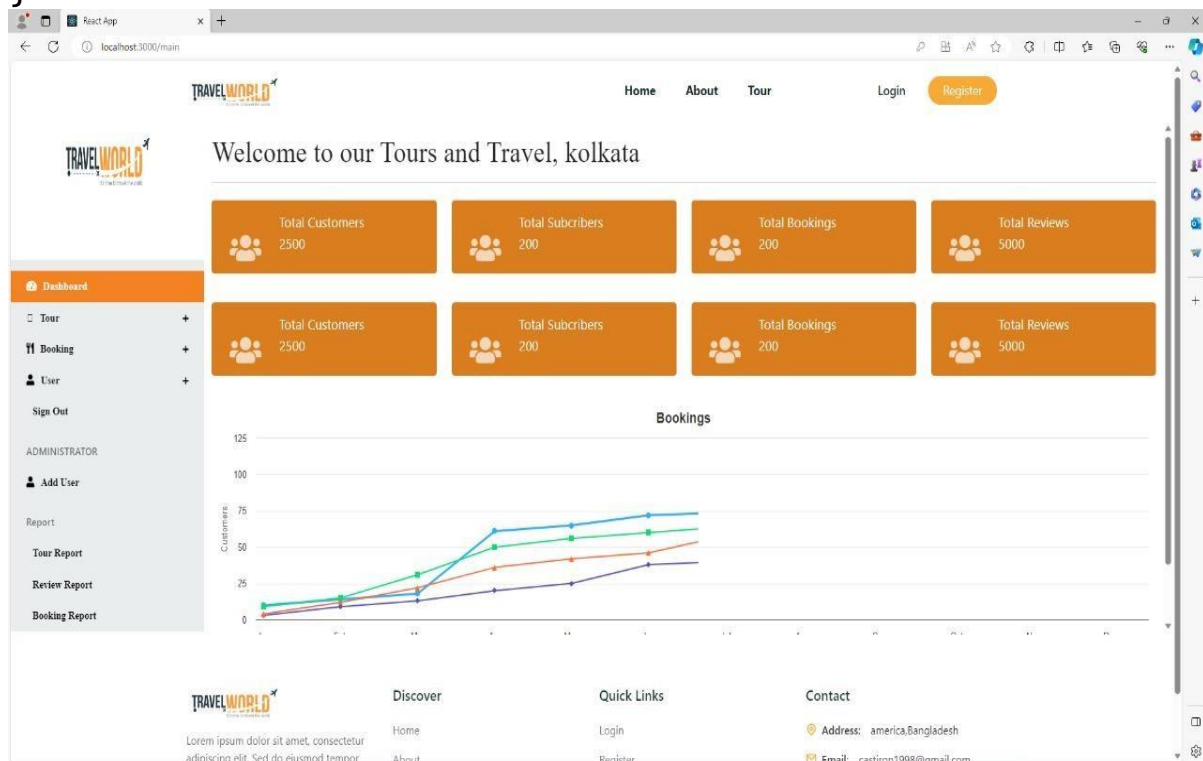 React App
localhost:3000/main
TRAVEL WORLD
Home About Tour Login Register
TRAVEL WORLD
Welcome to our Tours and Travel, kolkata
Total Customers
2500
Total Subcribers
200
Total Bookings
200
Total Reviews
5000
Total Customers
2500
Total Subcribers
200
Total Bookings
200
Total Reviews
5000
Dashboard
Tour +
Booking +
User +
Sign Out
ADMINISTRATOR
Add User
Report
Tour Report
Review Report
Booking Report
Bookings
Customers
125
100
75
50
25
0
TRAVEL WORLD
Lorem ipsum dolor sit amet, consectetur
adipiscing elit. Sed do eiusmod tempor
Discover
Home
About
Quick Links
Login
Register
Contact
Address: america,Bangladesh
Email: castiron1998@gmail.com